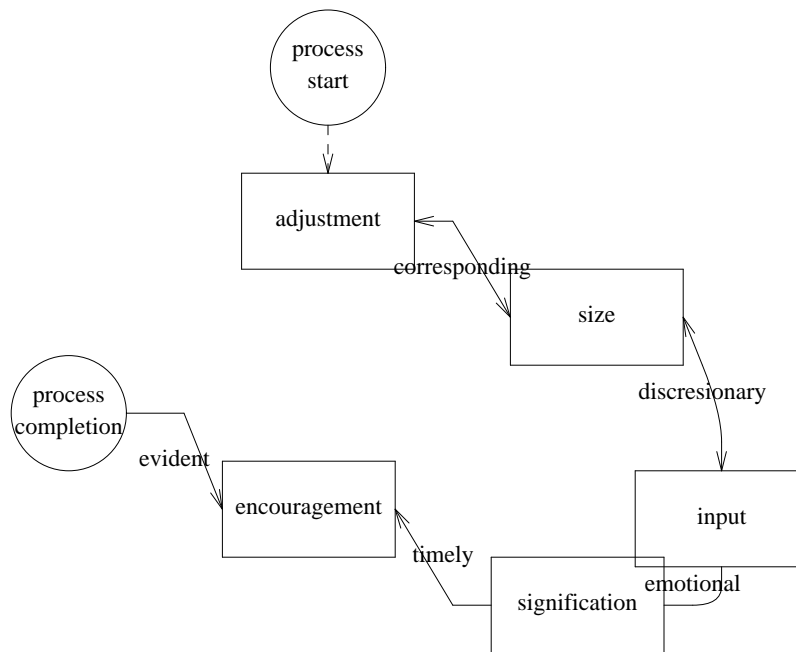 process
start
adjustment
corresponding
size
discresionary
process
completion
evident
encouragement
input
timely
emotional
signification